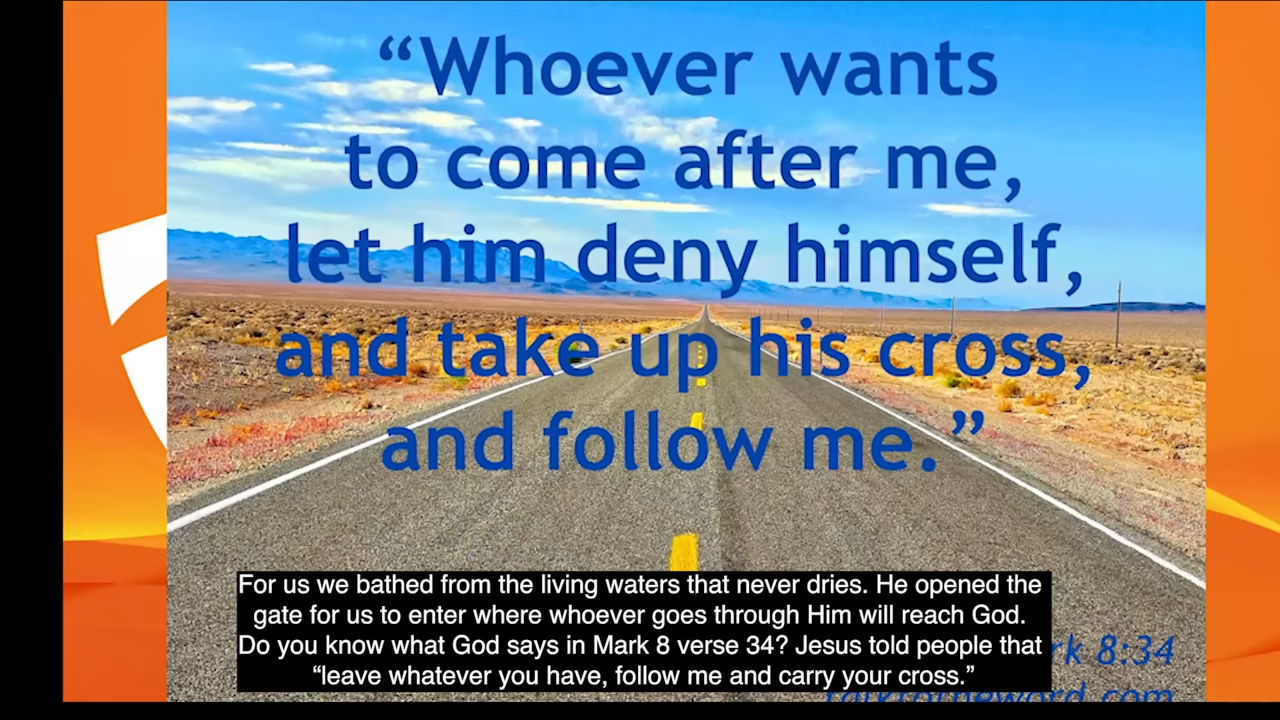 “Whoever wants
to come after me,
let him deny himself,
and take up his cross,
and follow me.”
For us we bathed from the living waters that never dries. He opened the
gate for us to enter where whoever goes through Him will reach God.
Do you know what God says in Mark 8 verse 34? Jesus told people that
“leave whatever you have, follow me and carry your cross.”
rk 8:34